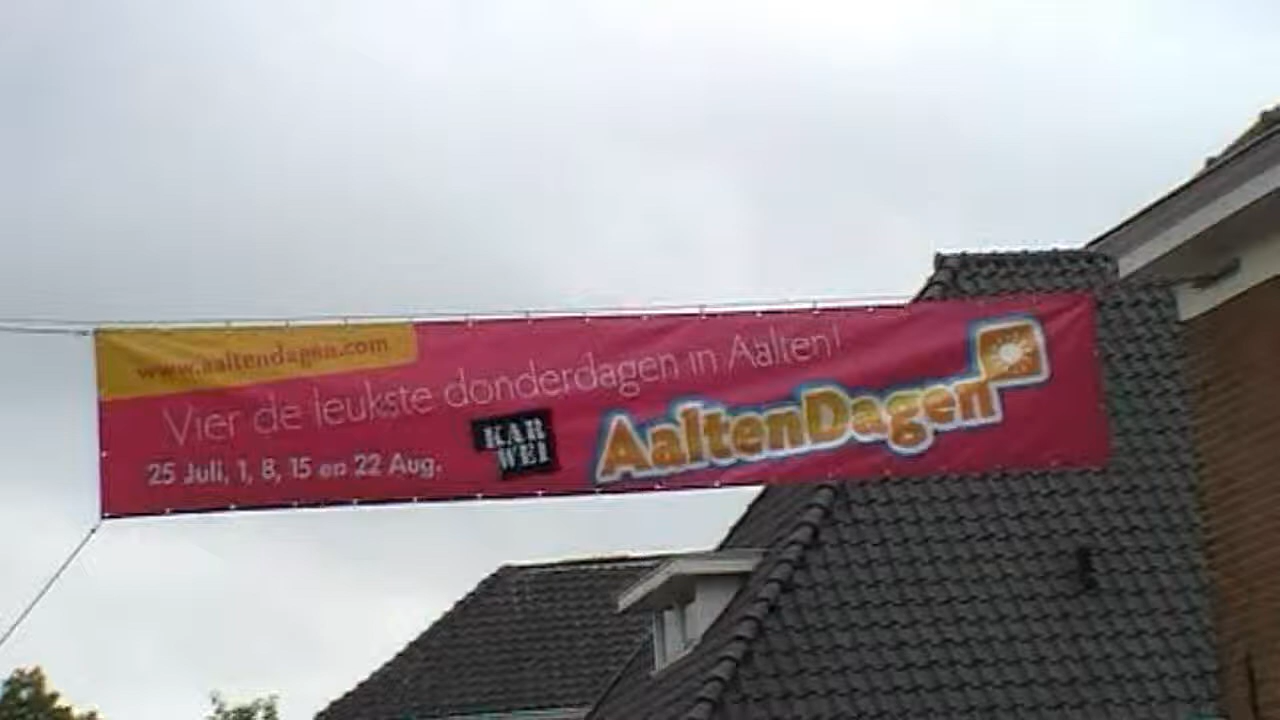 www.aaltendagen.com
Vier de leukste donderdagen in Aalten!
25 Juli, 1, 8, 15 en 22 Aug.
KAR
WEI
AaltenDagen